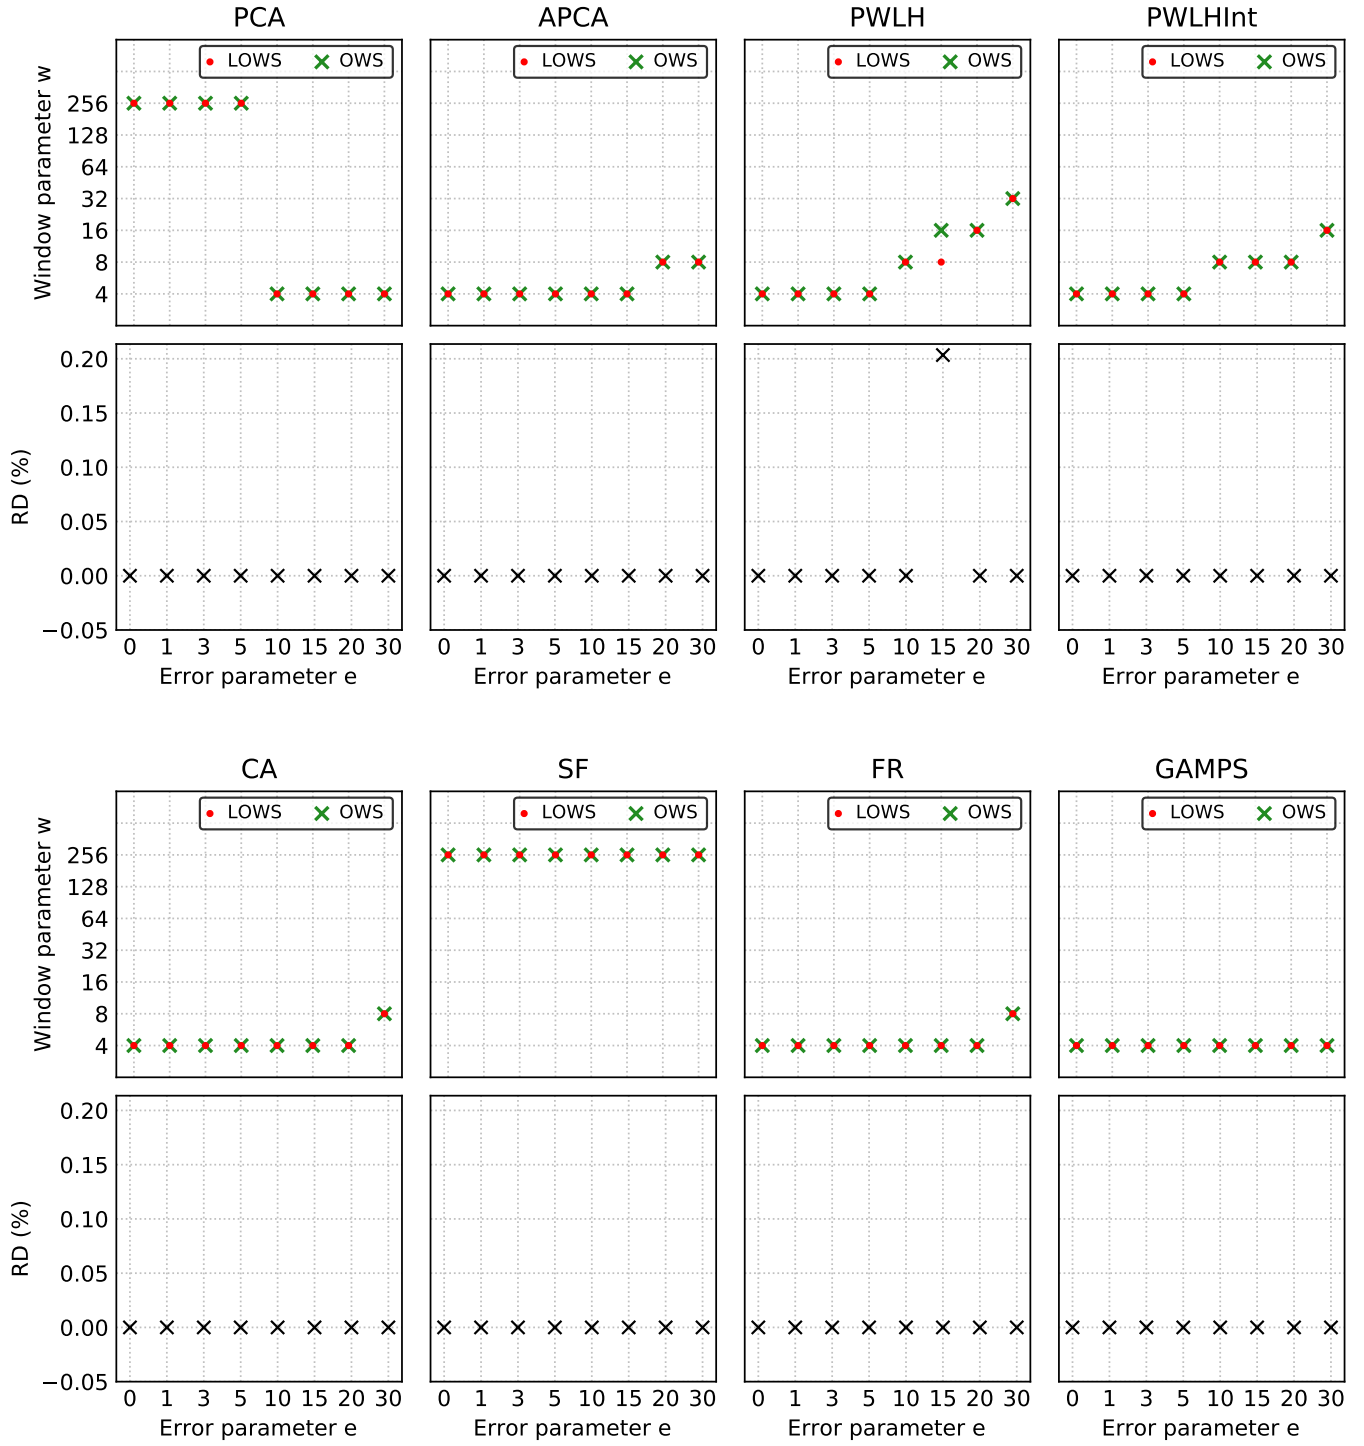 PCA APCA PWLH PWLHInt
LOWS OWS LOWS OWS LOWS OWS LOWS OWS
Window parameter w
256
128
64
32
16
8
4
RD (%)
0.20
0.15
0.10
0.05
0.00
−0.05
0 1 3 5 10 15 20 30 0 1 3 5 10 15 20 30 0 1 3 5 10 15 20 30 0 1 3 5 10 15 20 30
Error parameter e Error parameter e Error parameter e Error parameter e
CA SF FR GAMPS
LOWS OWS LOWS OWS LOWS OWS LOWS OWS
Window parameter w
256
128
64
32
16
8
4
RD (%)
0.20
0.15
0.10
0.05
0.00
−0.05
0 1 3 5 10 15 20 30 0 1 3 5 10 15 20 30 0 1 3 5 10 15 20 30 0 1 3 5 10 15 20 30
Error parameter e Error parameter e Error parameter e Error parameter e